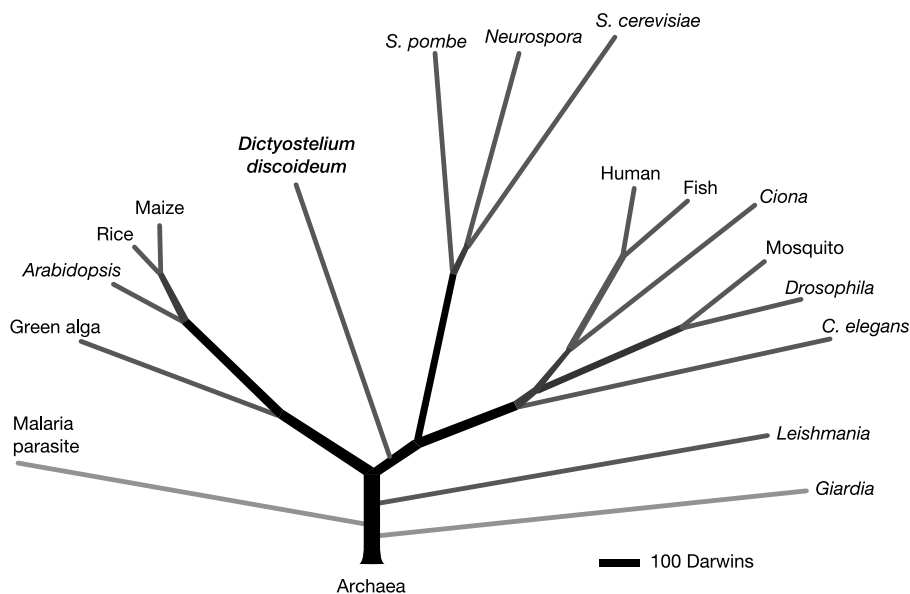 S. cerevisiae
S. pombe
Neurospora
Dictyostelium
discoideum
Human
Fish
Ciona
Maize
Rice
Mosquito
Arabidopsis
Drosophila
Green alga
C. elegans
Malaria
parasite
Leishmania
Giardia
100 Darwins
Archaea